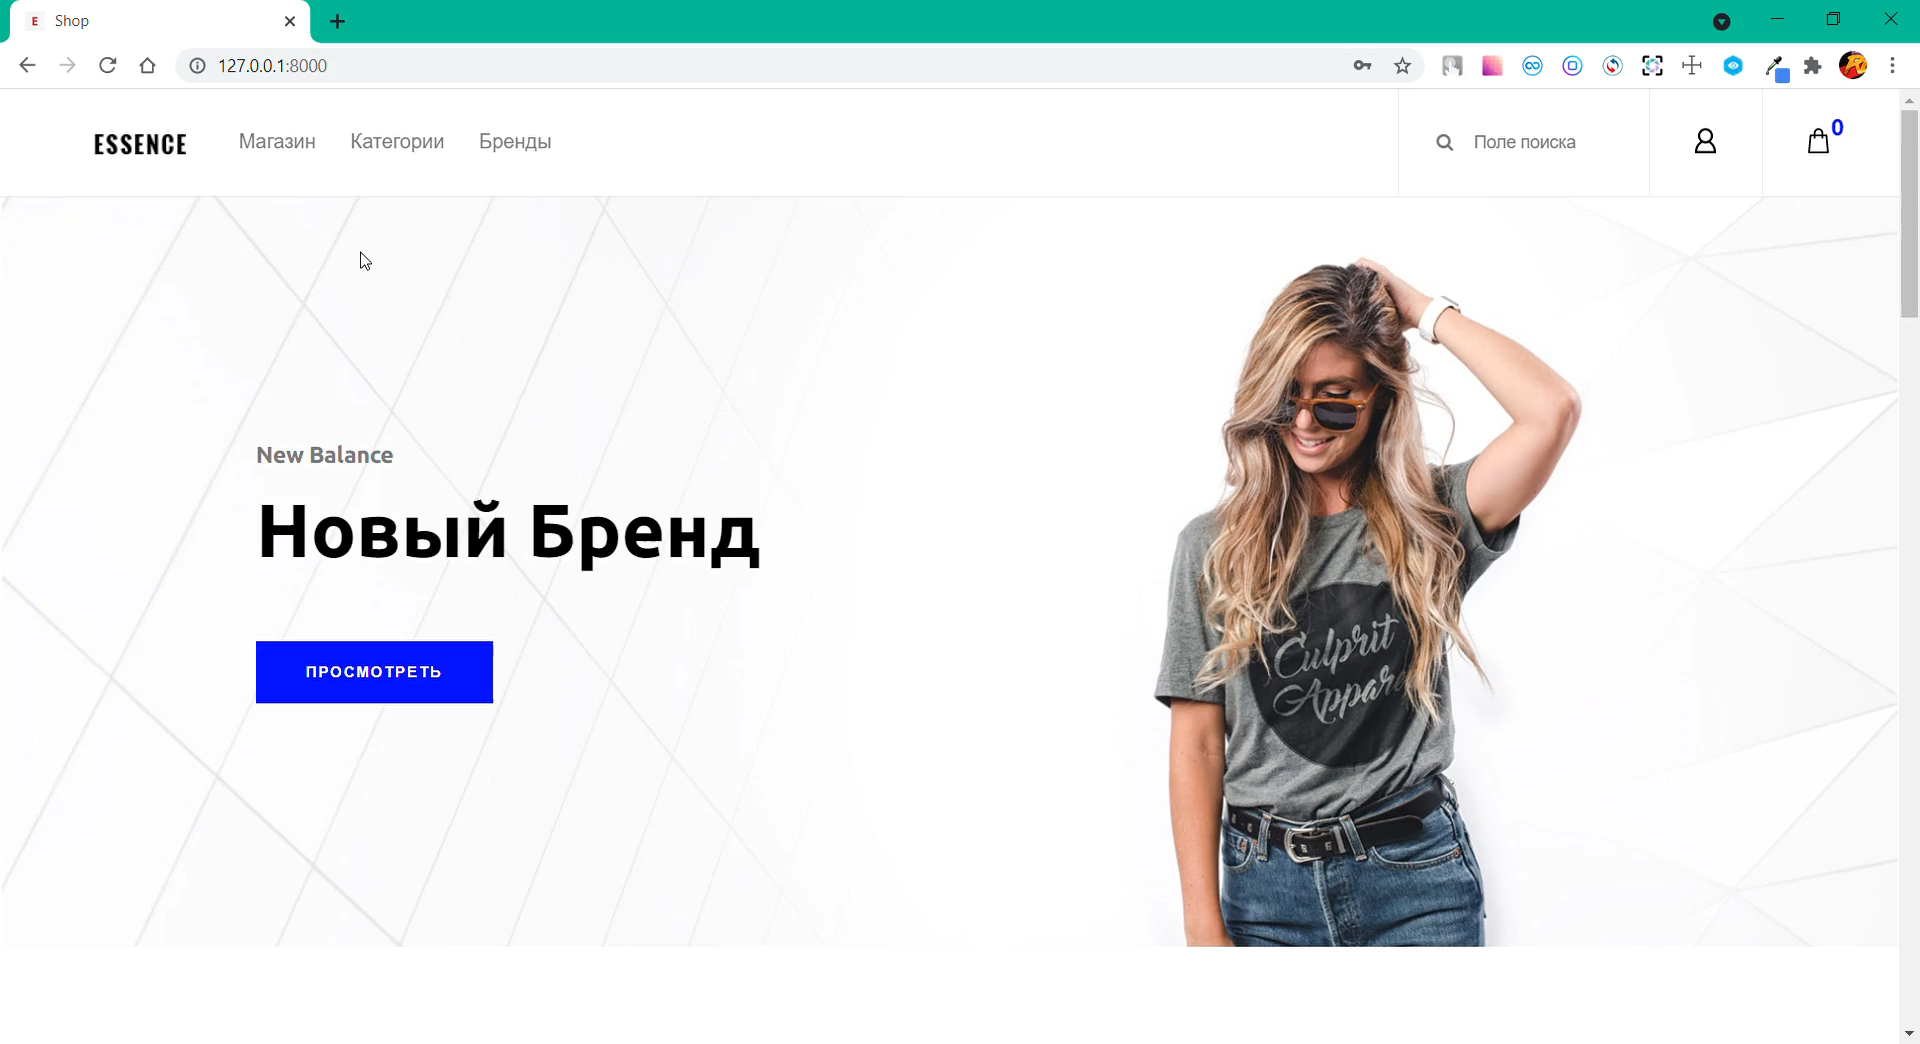 E Shop
127.0.0.1:8000
ESSENCE Магазин Категории Бренды Поле поиска 0
New Balance
Новый Бренд
ПРОСМОТРЕТЬ
Culprit